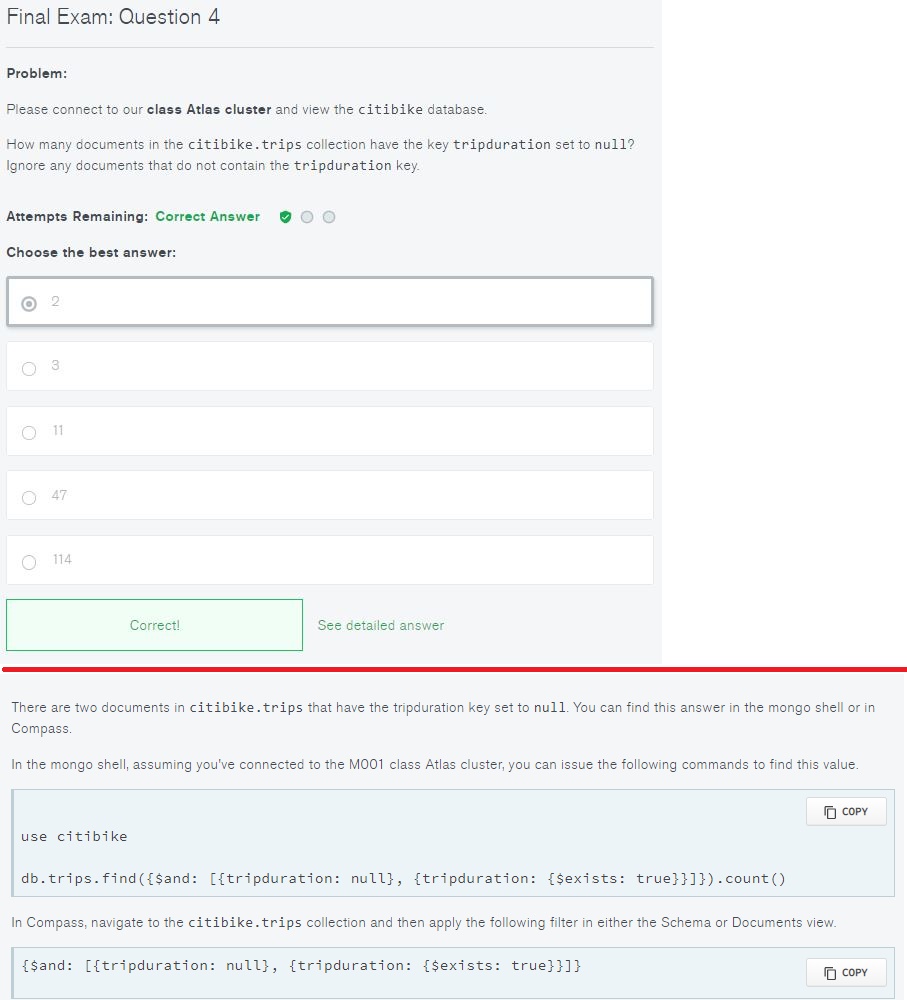 Final Exam: Question 4
Problem:
Please connect to our class Atlas cluster and view the citibike database.
How many documents in the citibike.trips collection have the key tripduration set to null?
Ignore any documents that do not contain the tripduration key.
Attempts Remaining: Correct Answer
Choose the best answer:
2
3
11
47
114
Correct!
See detailed answer
There are two documents in citibike.trips that have the tripduration key set to null. You can find this answer in the mongo shell or in
Compass.
In the mongo shell, assuming you've connected to the M001 class Atlas cluster, you can issue the following commands to find this value.
COPY
use citibike
db.trips.find({$and: [{tripduration: null}, {tripduration: {$exists: true}}]}).count()
In Compass, navigate to the citibike.trips collection and then apply the following filter in either the Schema or Documents view.
{$and: [{tripduration: null}, {tripduration: {$exists: true}}]}
COPY